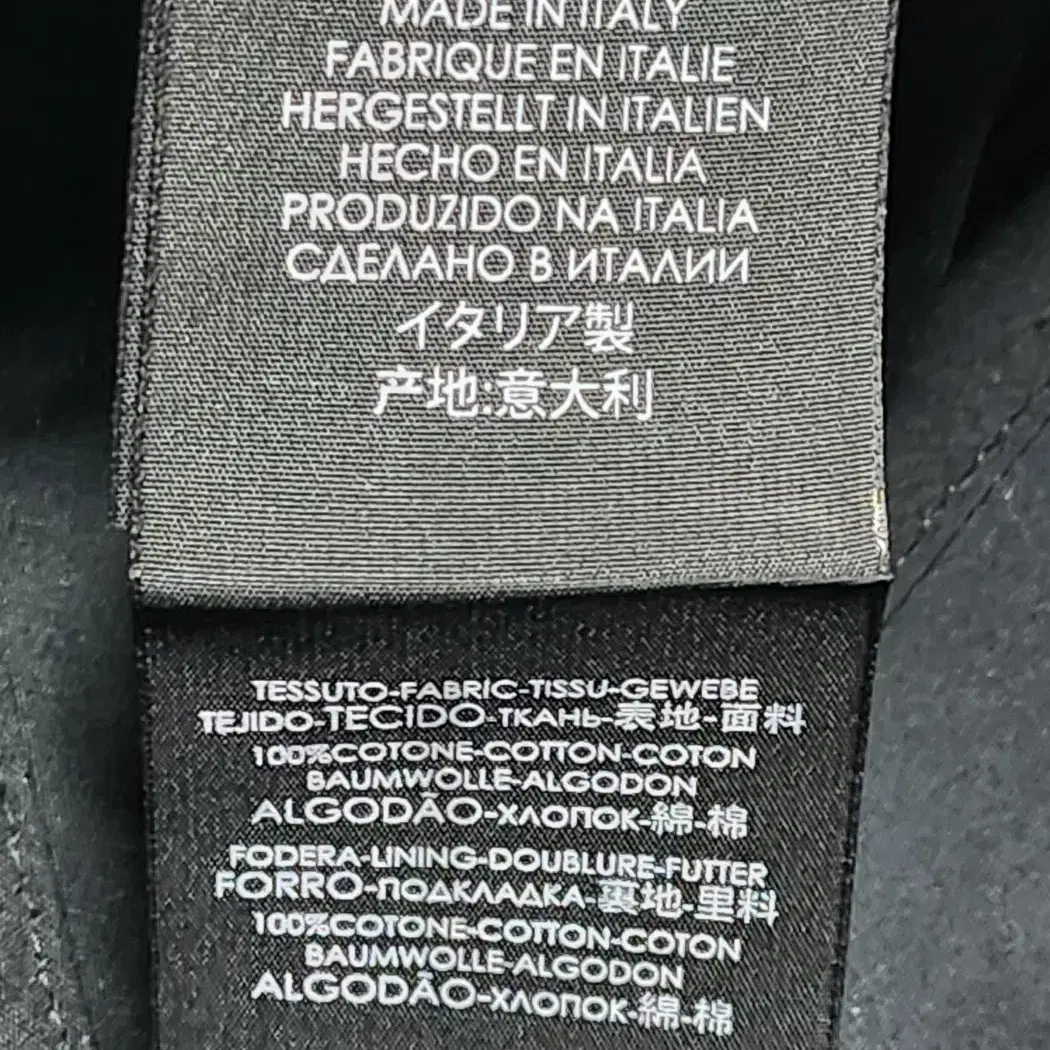 MADE IN ITALY
FABRIQUE EN ITALIE
HERGESTELLT IN ITALIEN
HECHO EN ITALIA
PRODUZIDO NA ITALIA
СДЕЛАНО В ИТАЛИИ
イタリア製
产地:意大利
TESSUTO-FABRIC-TISSU-GEWEBE
TEJIDO-TECIDO-ТКАНЬ-表地-面料
100%COTONE-COTTON-COTON
BAUMWOLLE-ALGODON
ALGODÃO-ХЛОПОК-綿-棉
FODERA-LINING-DOUBLURE-FUTTER
FORRO-ПОДКЛАДКА-裏地-里料
100%COTONE-COTTON-COTON
BAUMWOLLE-ALGODON
ALGODÃO-ХЛОПОК-綿-棉